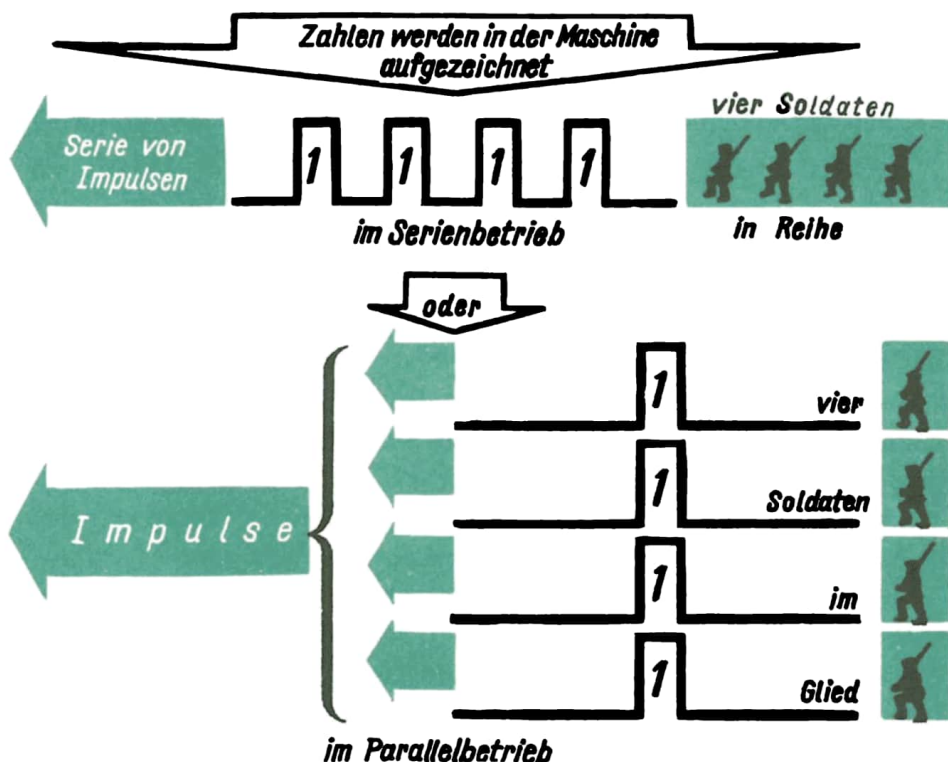 Zahlen werden in der Maschine
aufgezeichnet
vier Soldaten
Serie von
Impulsen
1 1 1 1
im Serienbetrieb
in Reihe
oder
1
vier
1
Soldaten
Impulse
1
im
1
Glied
im Parallelbetrieb